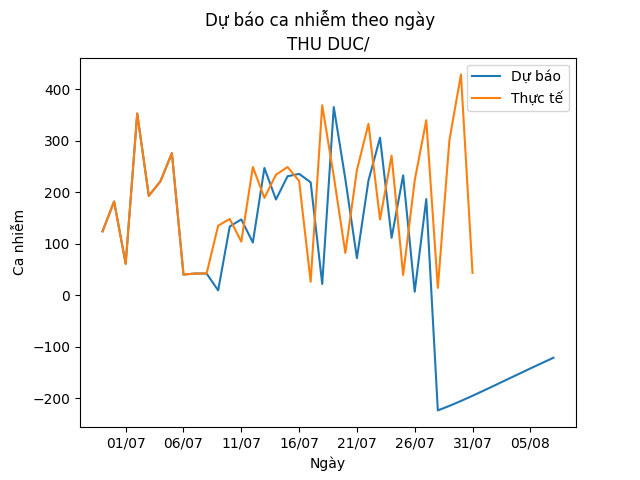 Dự báo ca nhiễm theo ngày
THU DUC/
Dự báo
Thực tế
Ca nhiễm
400
300
200
100
0
−100
−200
01/07 06/07 11/07 16/07 21/07 26/07 31/07 05/08
Ngày